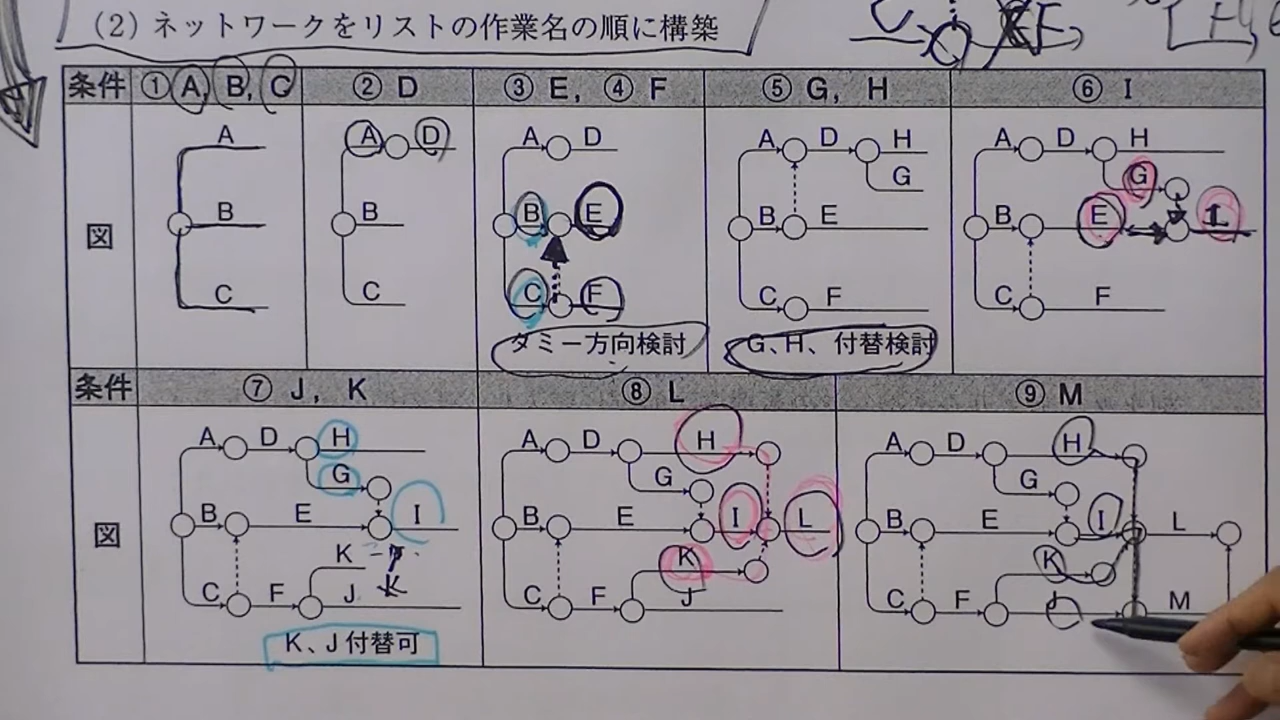 (2) ネットワークをリストの作業名の順に構築
条件 ① A, B, C ② D ③ E, ④ F ⑤ G, H ⑥ I
図
A
B
C
A D
B
C
A D
B E
C F
ダミー方向検討
A D H
G
B E
C F
G、H、付替検討
A D H
G
B E
C F
条件 ⑦ J, K ⑧ L ⑨ M
図
A D H
G
B E I
K
C F J
K
K、J付替可
A D H
G
B E I L
K
C F J
A D H
G
B E I L
K
C F J M